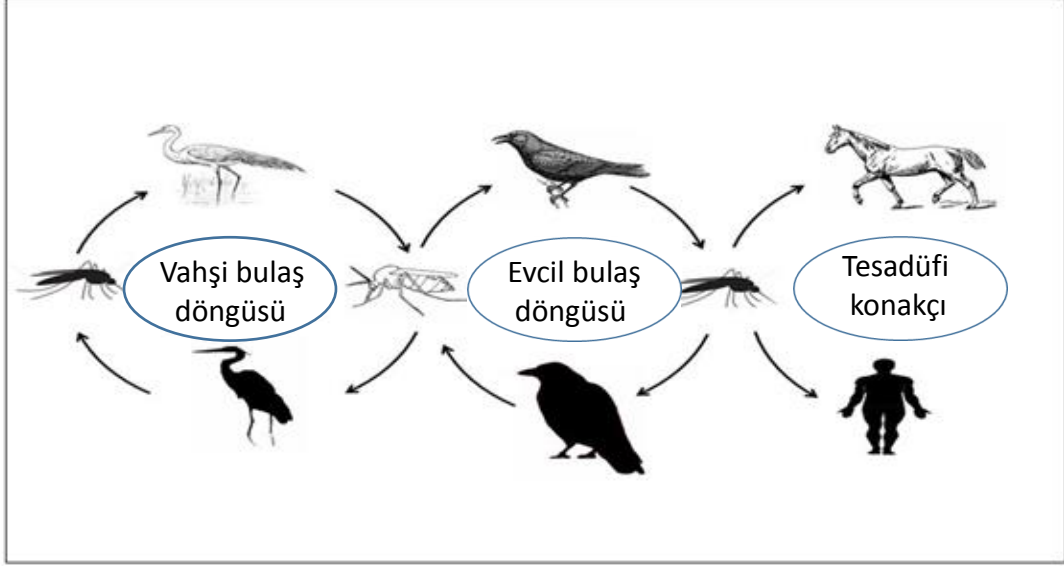 Vahşi bulaş
döngüsü
Evcil bulaş
döngüsü
Tesadüfi
konakçı